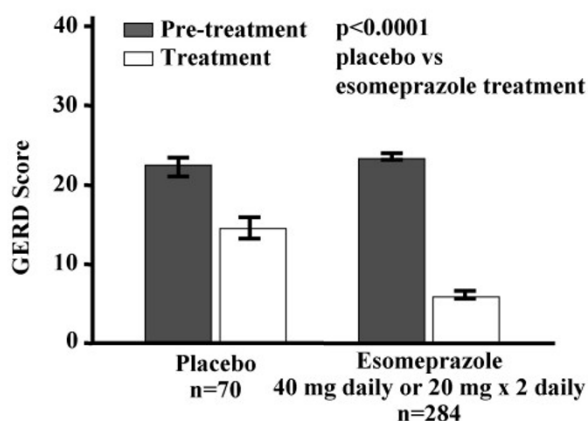 40
30
20
10
0
GERD Score
Pre-treatment
Treatment
p<0.0001
placebo vs
esomeprazole treatment
Placebo
n=70
Esomeprazole
40 mg daily or 20 mg x 2 daily
n=284